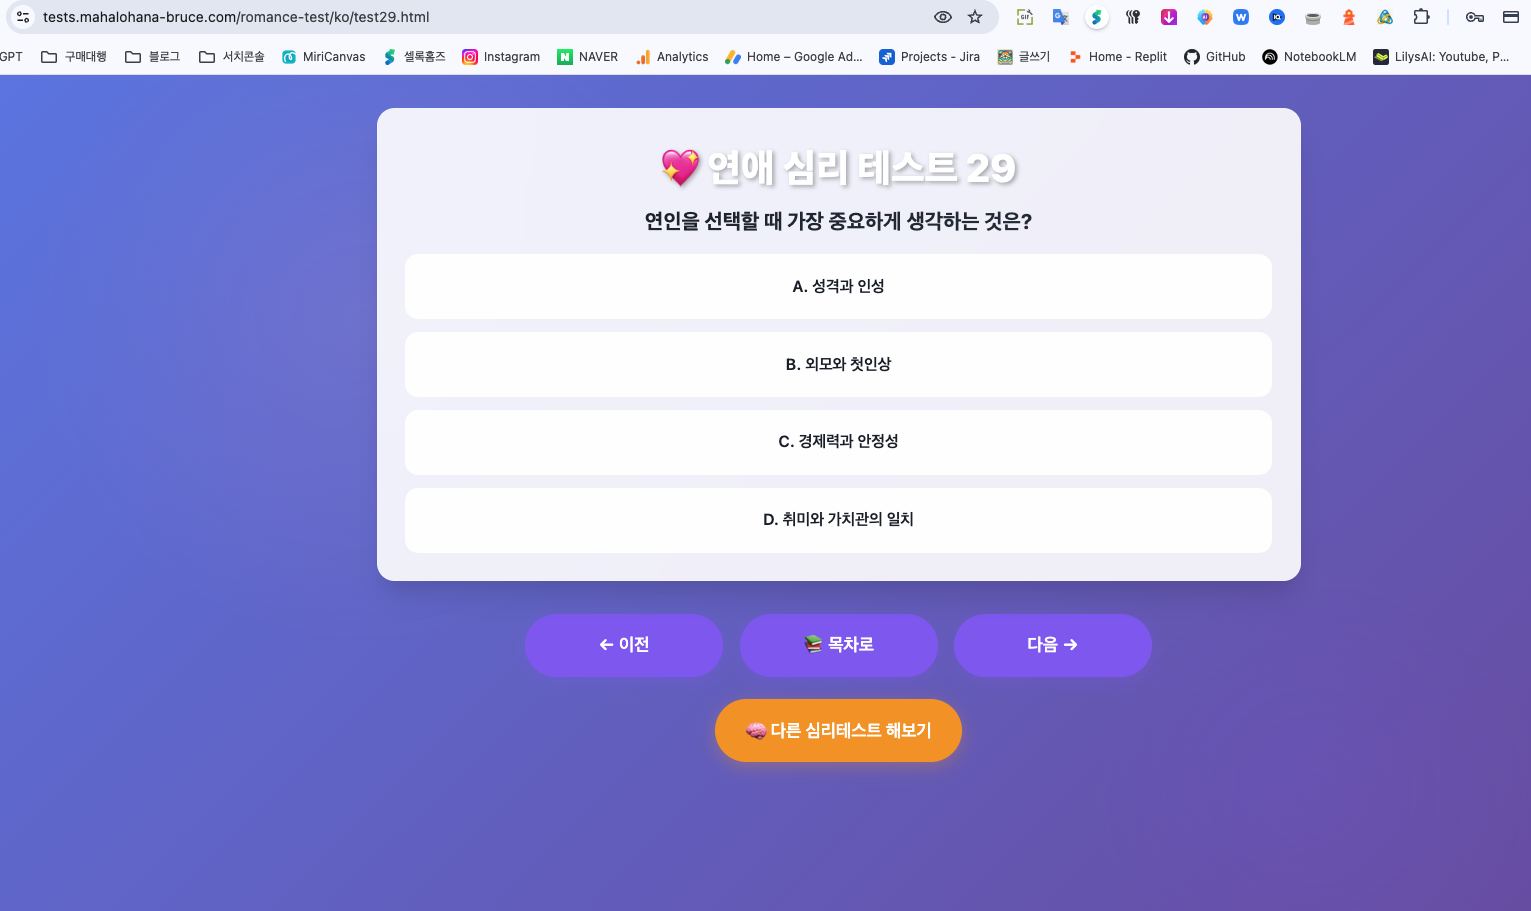 tests.mahalohana-bruce.com/romance-test/ko/test29.html
GPT 구매대행 블로그 서치콘솔 MiriCanvas 셀록홈즈 Instagram NAVER Analytics Home – Google Ad... Projects - Jira 글쓰기 Home - Replit GitHub NotebookLM LilysAI: Youtube, P...
💖 연애 심리 테스트 29
연인을 선택할 때 가장 중요하게 생각하는 것은?
A. 성격과 인성
B. 외모와 첫인상
C. 경제력과 안정성
D. 취미와 가치관의 일치
← 이전 📚 목차로 다음 →
🧠 다른 심리테스트 해보기